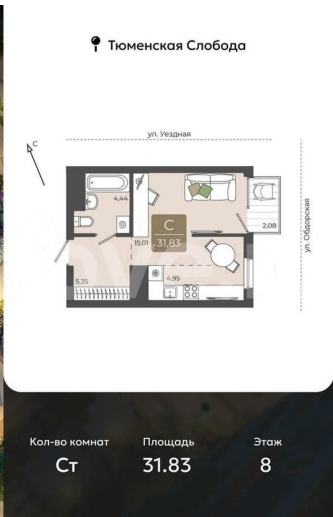 Тюменская Слобода
ул. Уездная
С
4,44
С
31,83
15,01
2,08
ул. Обдорская
5,35
4,95
Кол-во комнат
Площадь
Этаж
Ст
31.83
8